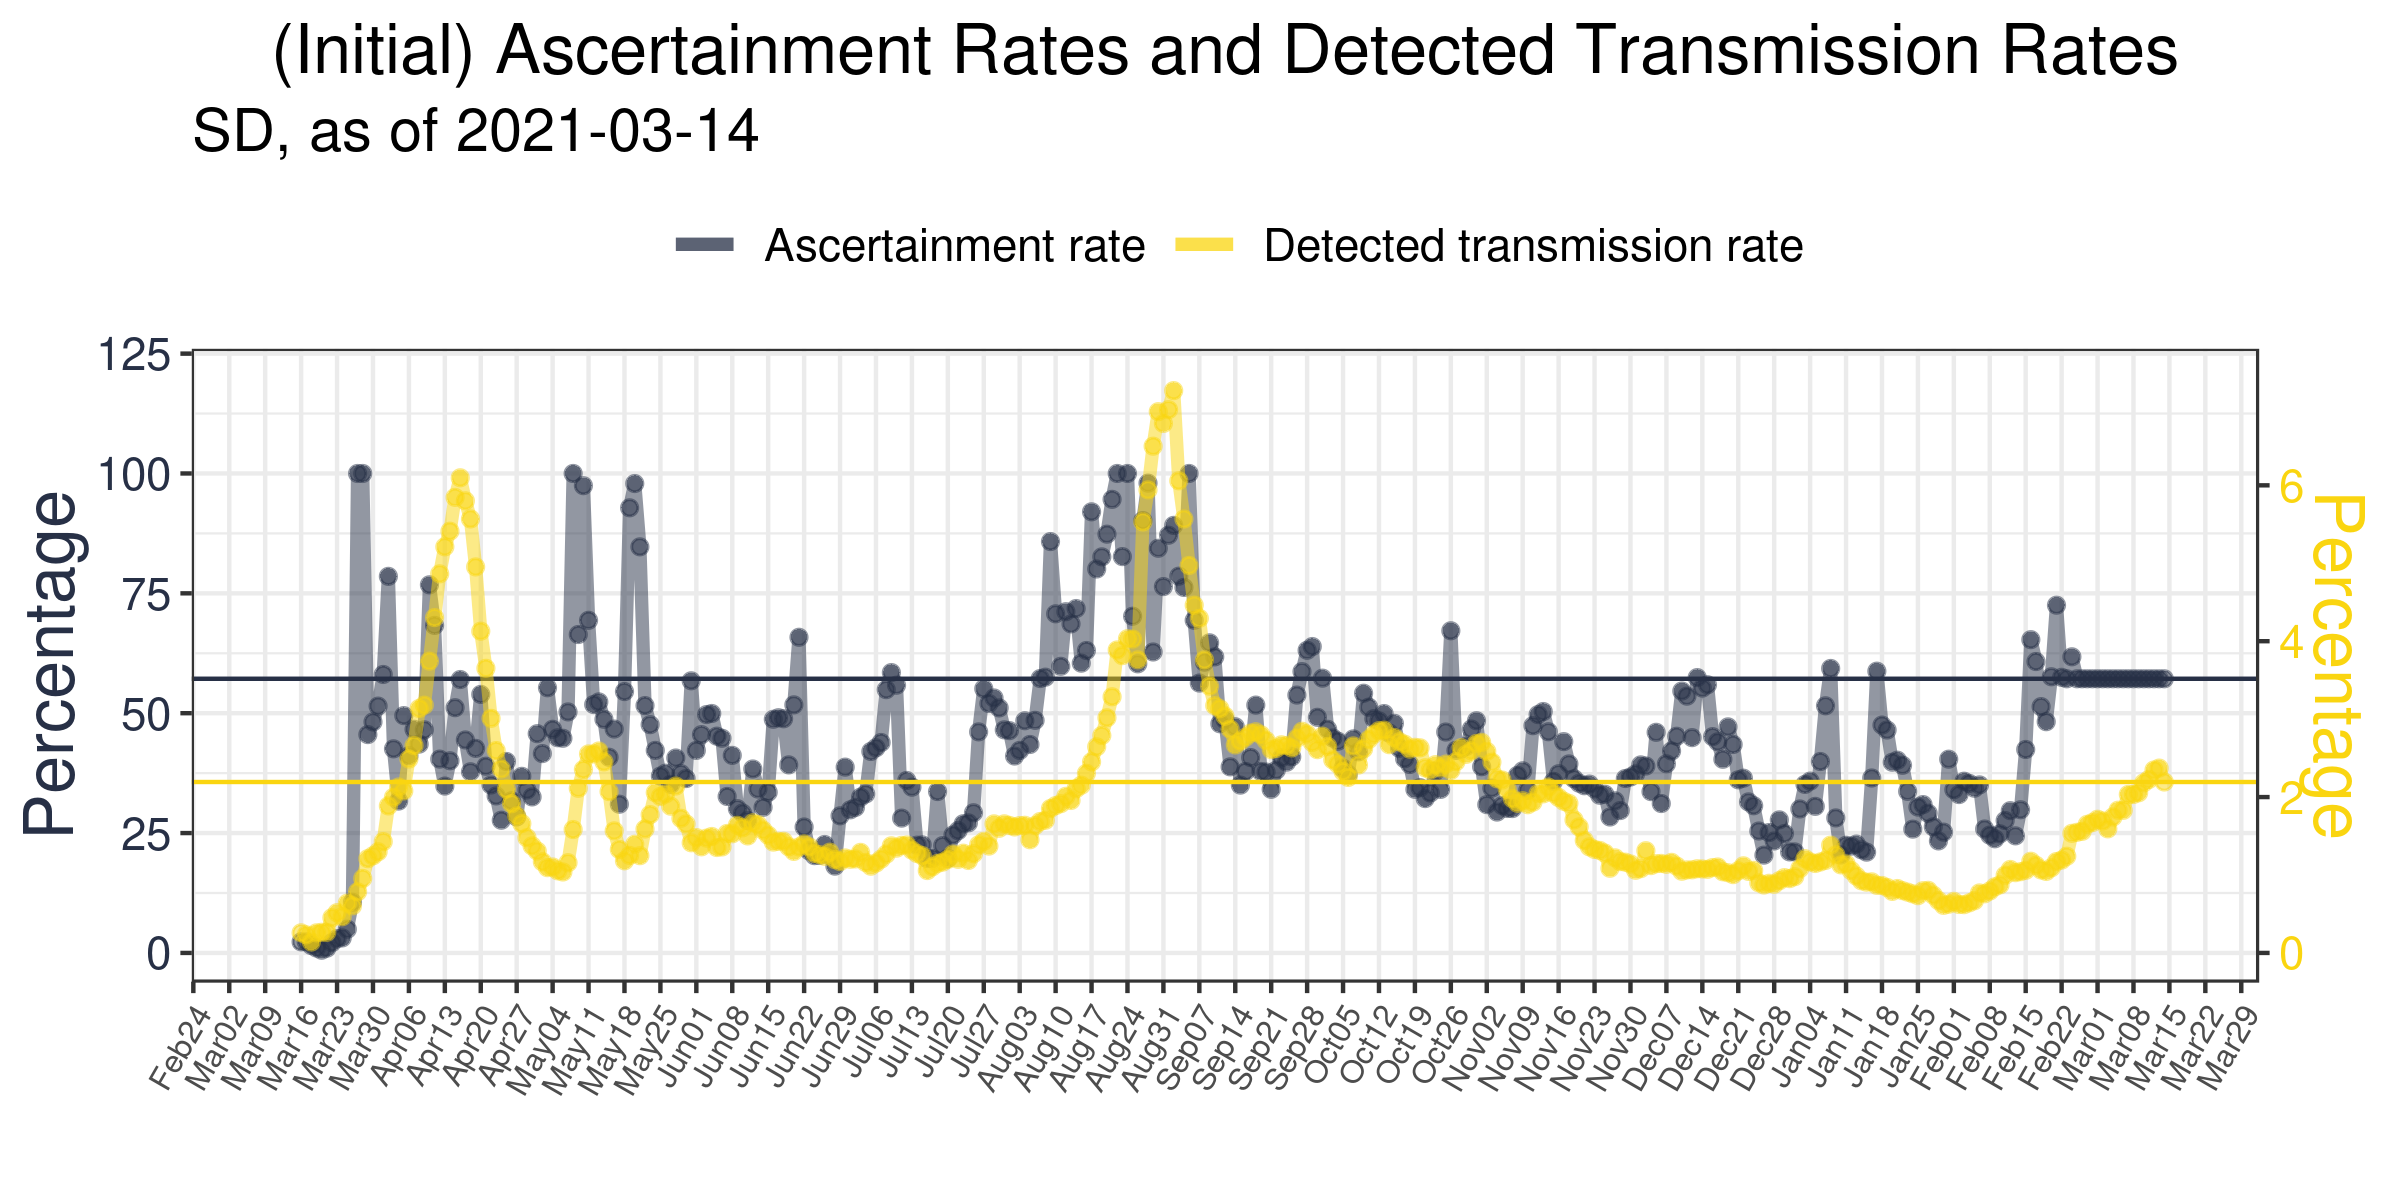 (Initial) Ascertainment Rates and Detected Transmission Rates
SD, as of 2021-03-14
Ascertainment rate
Detected transmission rate
125
100
75
50
25
0
Percentage
6
4
2
0
Percentage
Feb24
Mar02
Mar09
Mar16
Mar23
Mar30
Apr06
Apr13
Apr20
Apr27
May04
May11
May18
May25
Jun01
Jun08
Jun15
Jun22
Jun29
Jul06
Jul13
Jul20
Jul27
Aug03
Aug10
Aug17
Aug24
Aug31
Sep07
Sep14
Sep21
Sep28
Oct05
Oct12
Oct19
Oct26
Nov02
Nov09
Nov16
Nov23
Nov30
Dec07
Dec14
Dec21
Dec28
Jan04
Jan11
Jan18
Jan25
Feb01
Feb08
Feb15
Feb22
Mar01
Mar08
Mar15
Mar22
Mar29